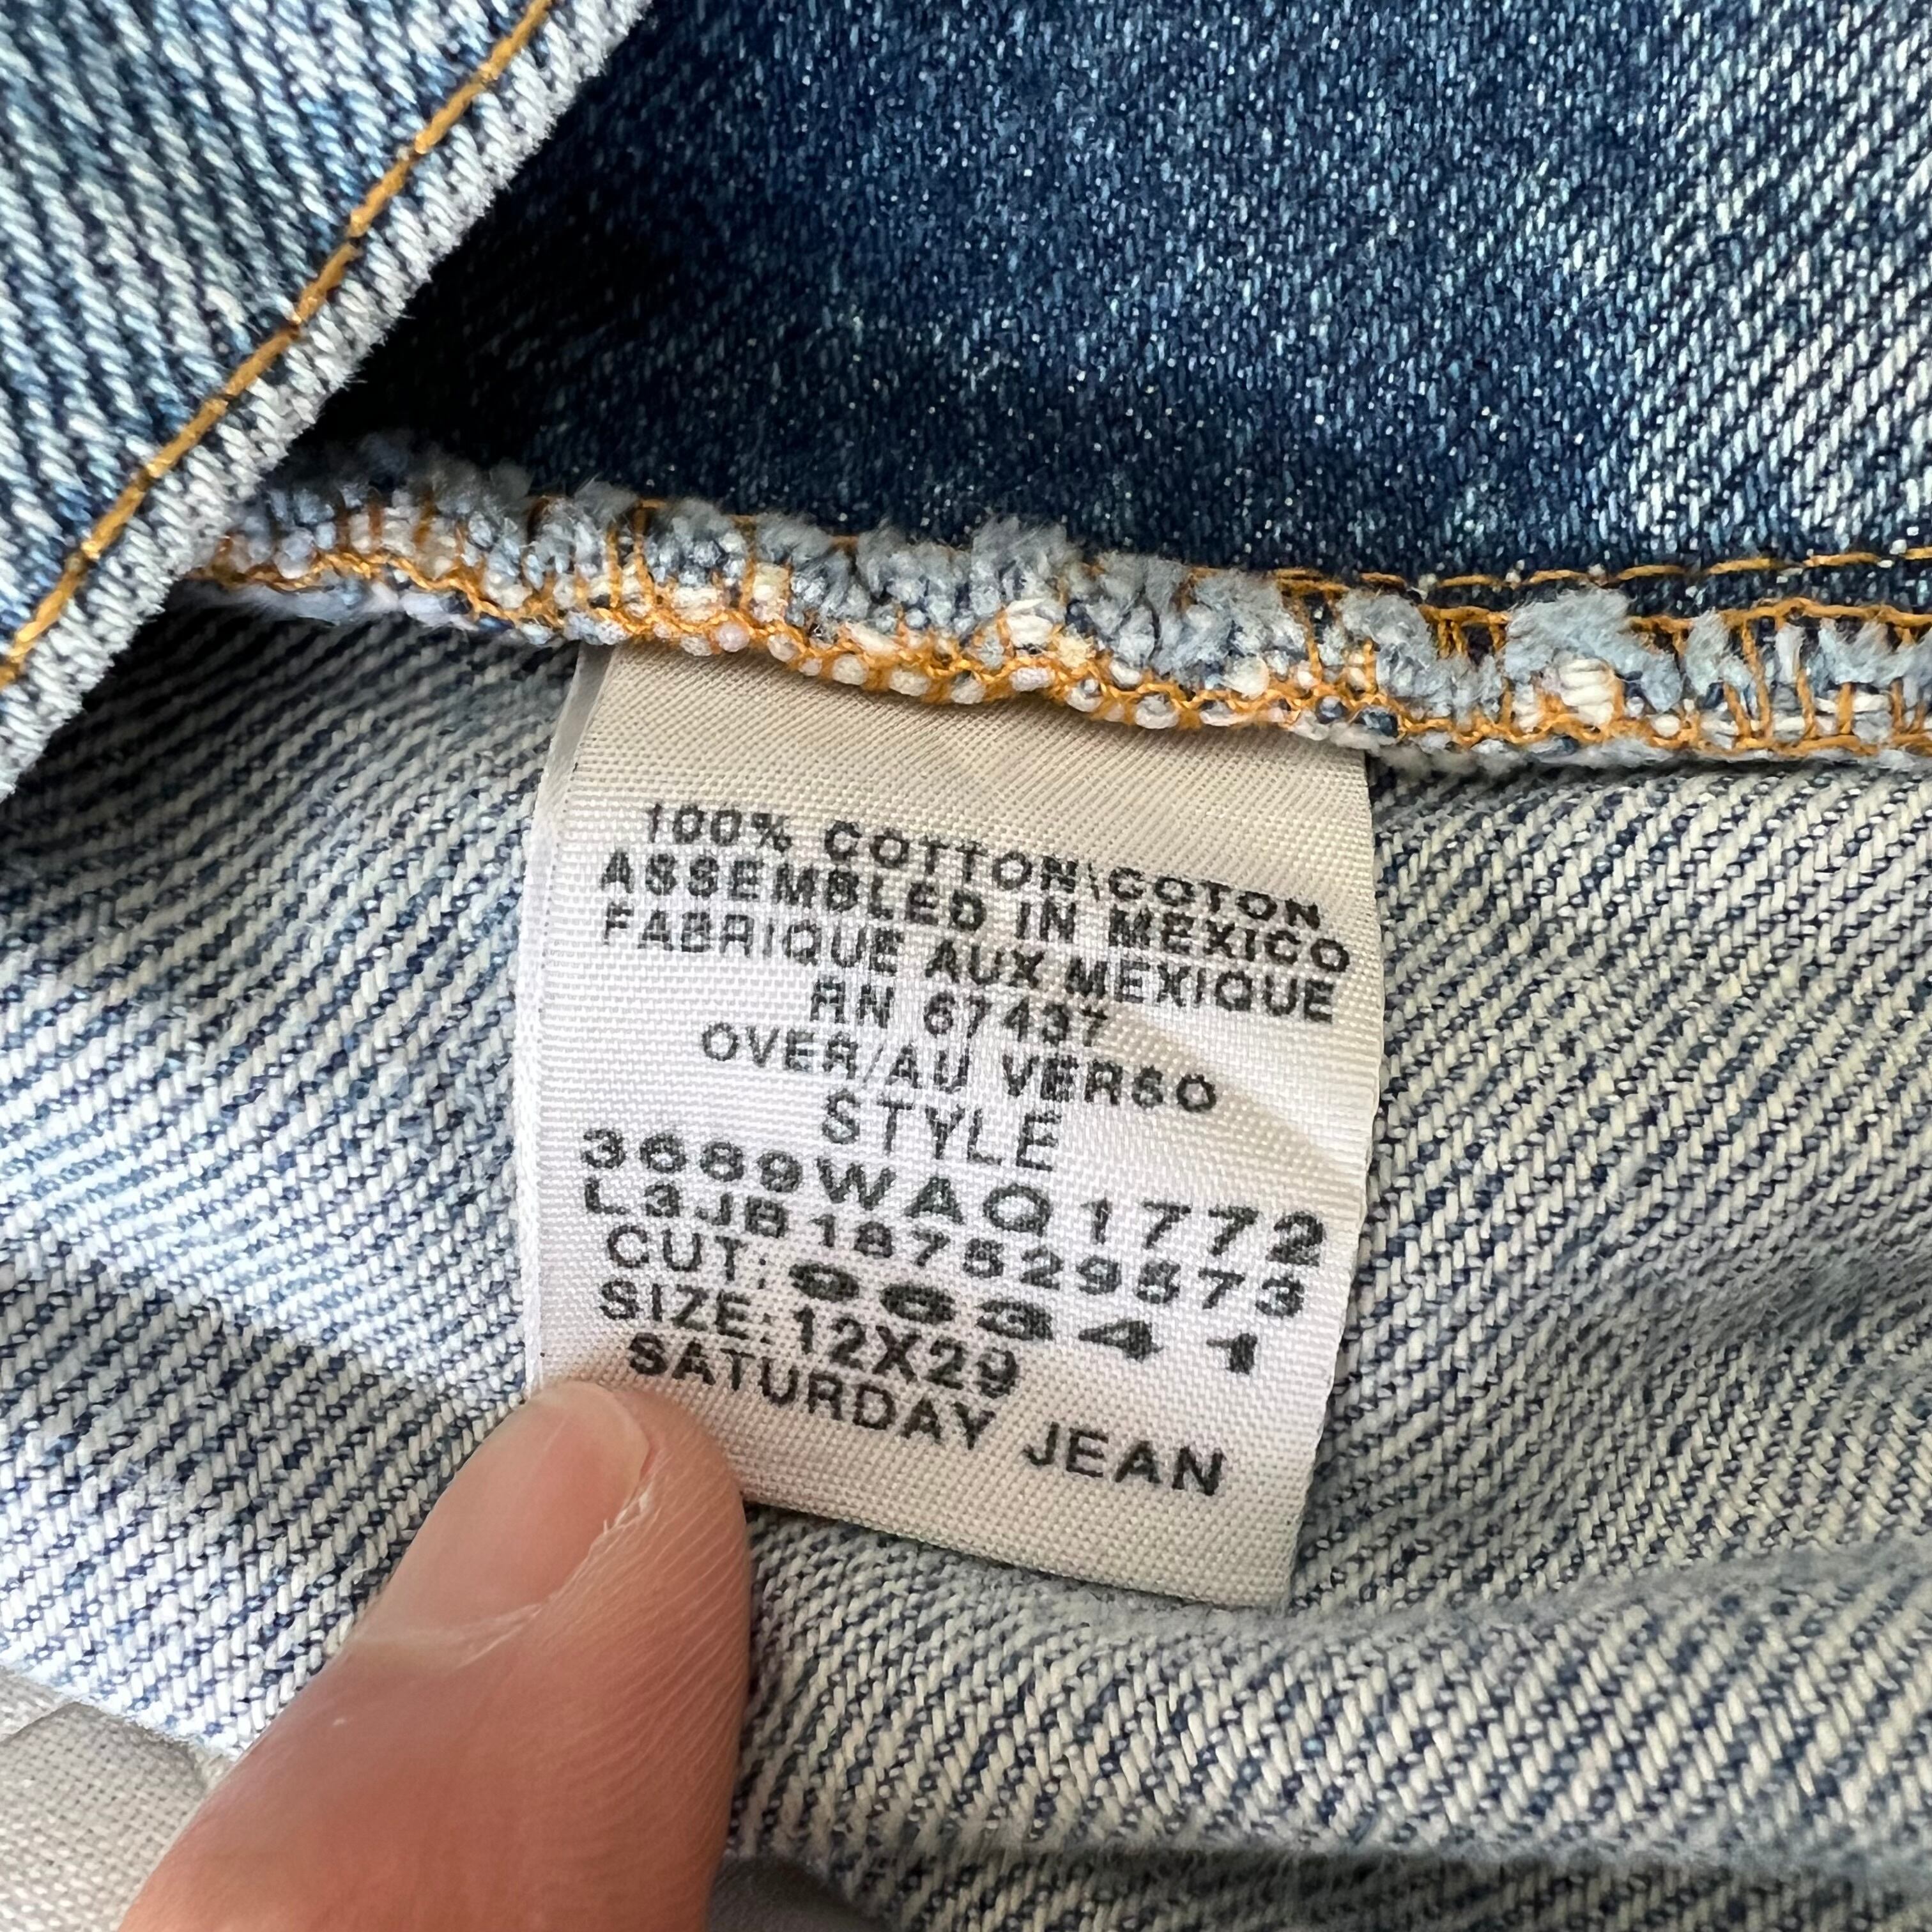 100% COTTON\COTON
ASSEMBLED IN MEXICO
FABRIQUE AUX MEXIQUE
RN 67437
OVER/AU VERSO
STYLE
3689WAQ1772
L3JB187529573
CUT: 96341
SIZE: 12X29
SATURDAY JEAN